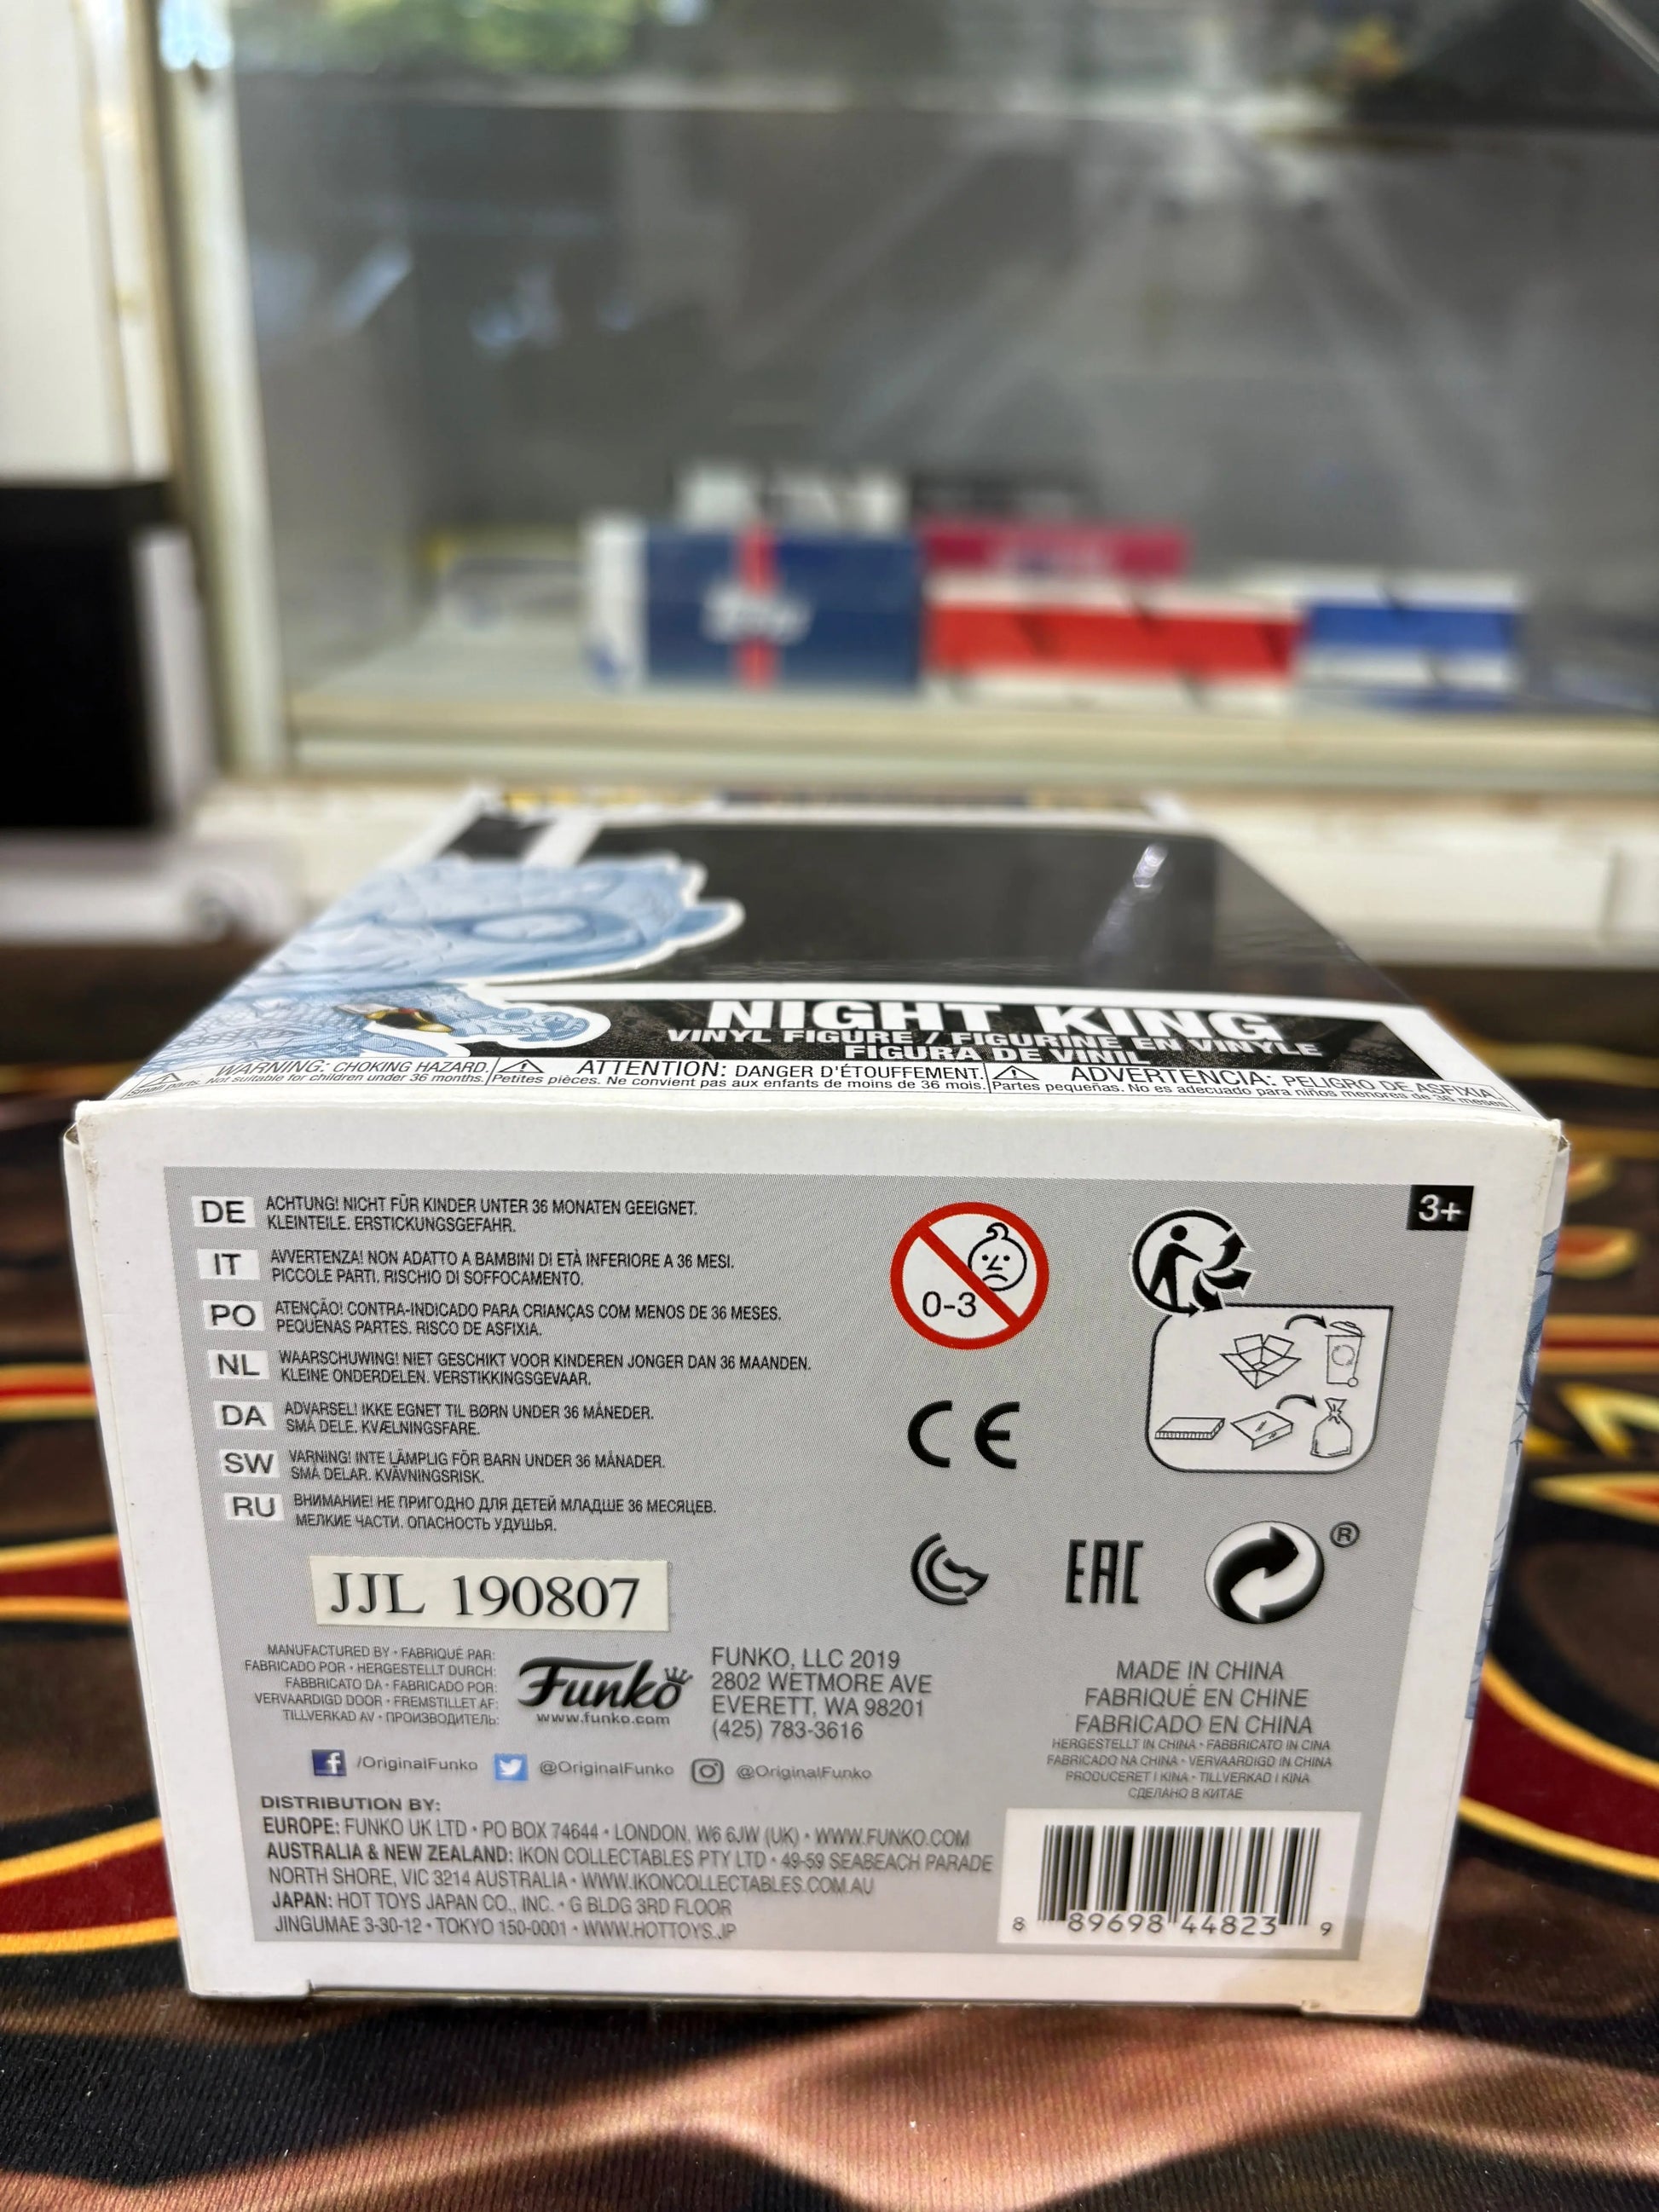 topps
NIGHT KING
VINYL FIGURE / FIGURINE EN VINYLE
FIGURA DE VINIL
WARNING: CHOKING HAZARD.
Small parts. Not suitable for children under 36 months.
ATTENTION: DANGER D'ÉTOUFFEMENT.
Petites pièces. Ne convient pas aux enfants de moins de 36 mois.
ADVERTENCIA: PELIGRO DE ASFIXIA.
Partes pequeñas. No es adecuado para niños menores de 36 meses.
3+
DE ACHTUNG! NICHT FÜR KINDER UNTER 36 MONATEN GEEIGNET.
KLEINTEILE. ERSTICKUNGSGEFAHR.
IT AVVERTENZA! NON ADATTO A BAMBINI DI ETÀ INFERIORE A 36 MESI.
PICCOLE PARTI. RISCHIO DI SOFFOCAMENTO.
PO ATENÇÃO! CONTRA-INDICADO PARA CRIANÇAS COM MENOS DE 36 MESES.
PEQUENAS PARTES. RISCO DE ASFIXIA.
NL WAARSCHUWING! NIET GESCHIKT VOOR KINDEREN JONGER DAN 36 MAANDEN.
KLEINE ONDERDELEN. VERSTIKKINGSGEVAAR.
DA ADVARSEL! IKKE EGNET TIL BØRN UNDER 36 MÅNEDER.
SMÅ DELE. KVÆLNINGSFARE.
SW VARNING! INTE LÄMPLIG FÖR BARN UNDER 36 MÅNADER.
SMÅ DELAR. KVÄVNINGSRISK.
RU ВНИМАНИЕ! НЕ ПРИГОДНО ДЛЯ ДЕТЕЙ МЛАДШЕ 36 МЕСЯЦЕВ.
МЕЛКИЕ ЧАСТИ. ОПАСНОСТЬ УДУШЬЯ.
0-3
CE
EAC
®
JJL 190807
MANUFACTURED BY • FABRIQUÉ PAR:
FABRICADO POR • HERGESTELLT DURCH:
FABBRICATO DA • FABRICADO POR:
VERVAARDIGD DOOR • FREMSTILLET AF:
TILLVERKAD AV • ПРОИЗВОДИТЕЛЬ:
Funko
www.funko.com
FUNKO, LLC 2019
2802 WETMORE AVE
EVERETT, WA 98201
(425) 783-3616
MADE IN CHINA
FABRIQUÉ EN CHINE
FABRICADO EN CHINA
HERGESTELLT IN CHINA • FABBRICATO IN CINA
FABRICADO NA CHINA • VERVAARDIGD IN CHINA
PRODUCERET I KINA • TILLVERKAD I KINA
СДЕЛАНО В КИТАЕ
/OriginalFunko @OriginalFunko @OriginalFunko
DISTRIBUTION BY:
EUROPE: FUNKO UK LTD • PO BOX 74644 • LONDON, W6 6JW (UK) • WWW.FUNKO.COM
AUSTRALIA & NEW ZEALAND: IKON COLLECTABLES PTY LTD • 49-59 SEABEACH PARADE
NORTH SHORE, VIC 3214 AUSTRALIA • WWW.IKONCOLLECTABLES.COM.AU
JAPAN: HOT TOYS JAPAN CO., INC. • G BLDG 3RD FLOOR
JINGUMAE 3-30-12 • TOKYO 150-0001 • WWW.HOTTOYS.JP
8 89698 44823 9